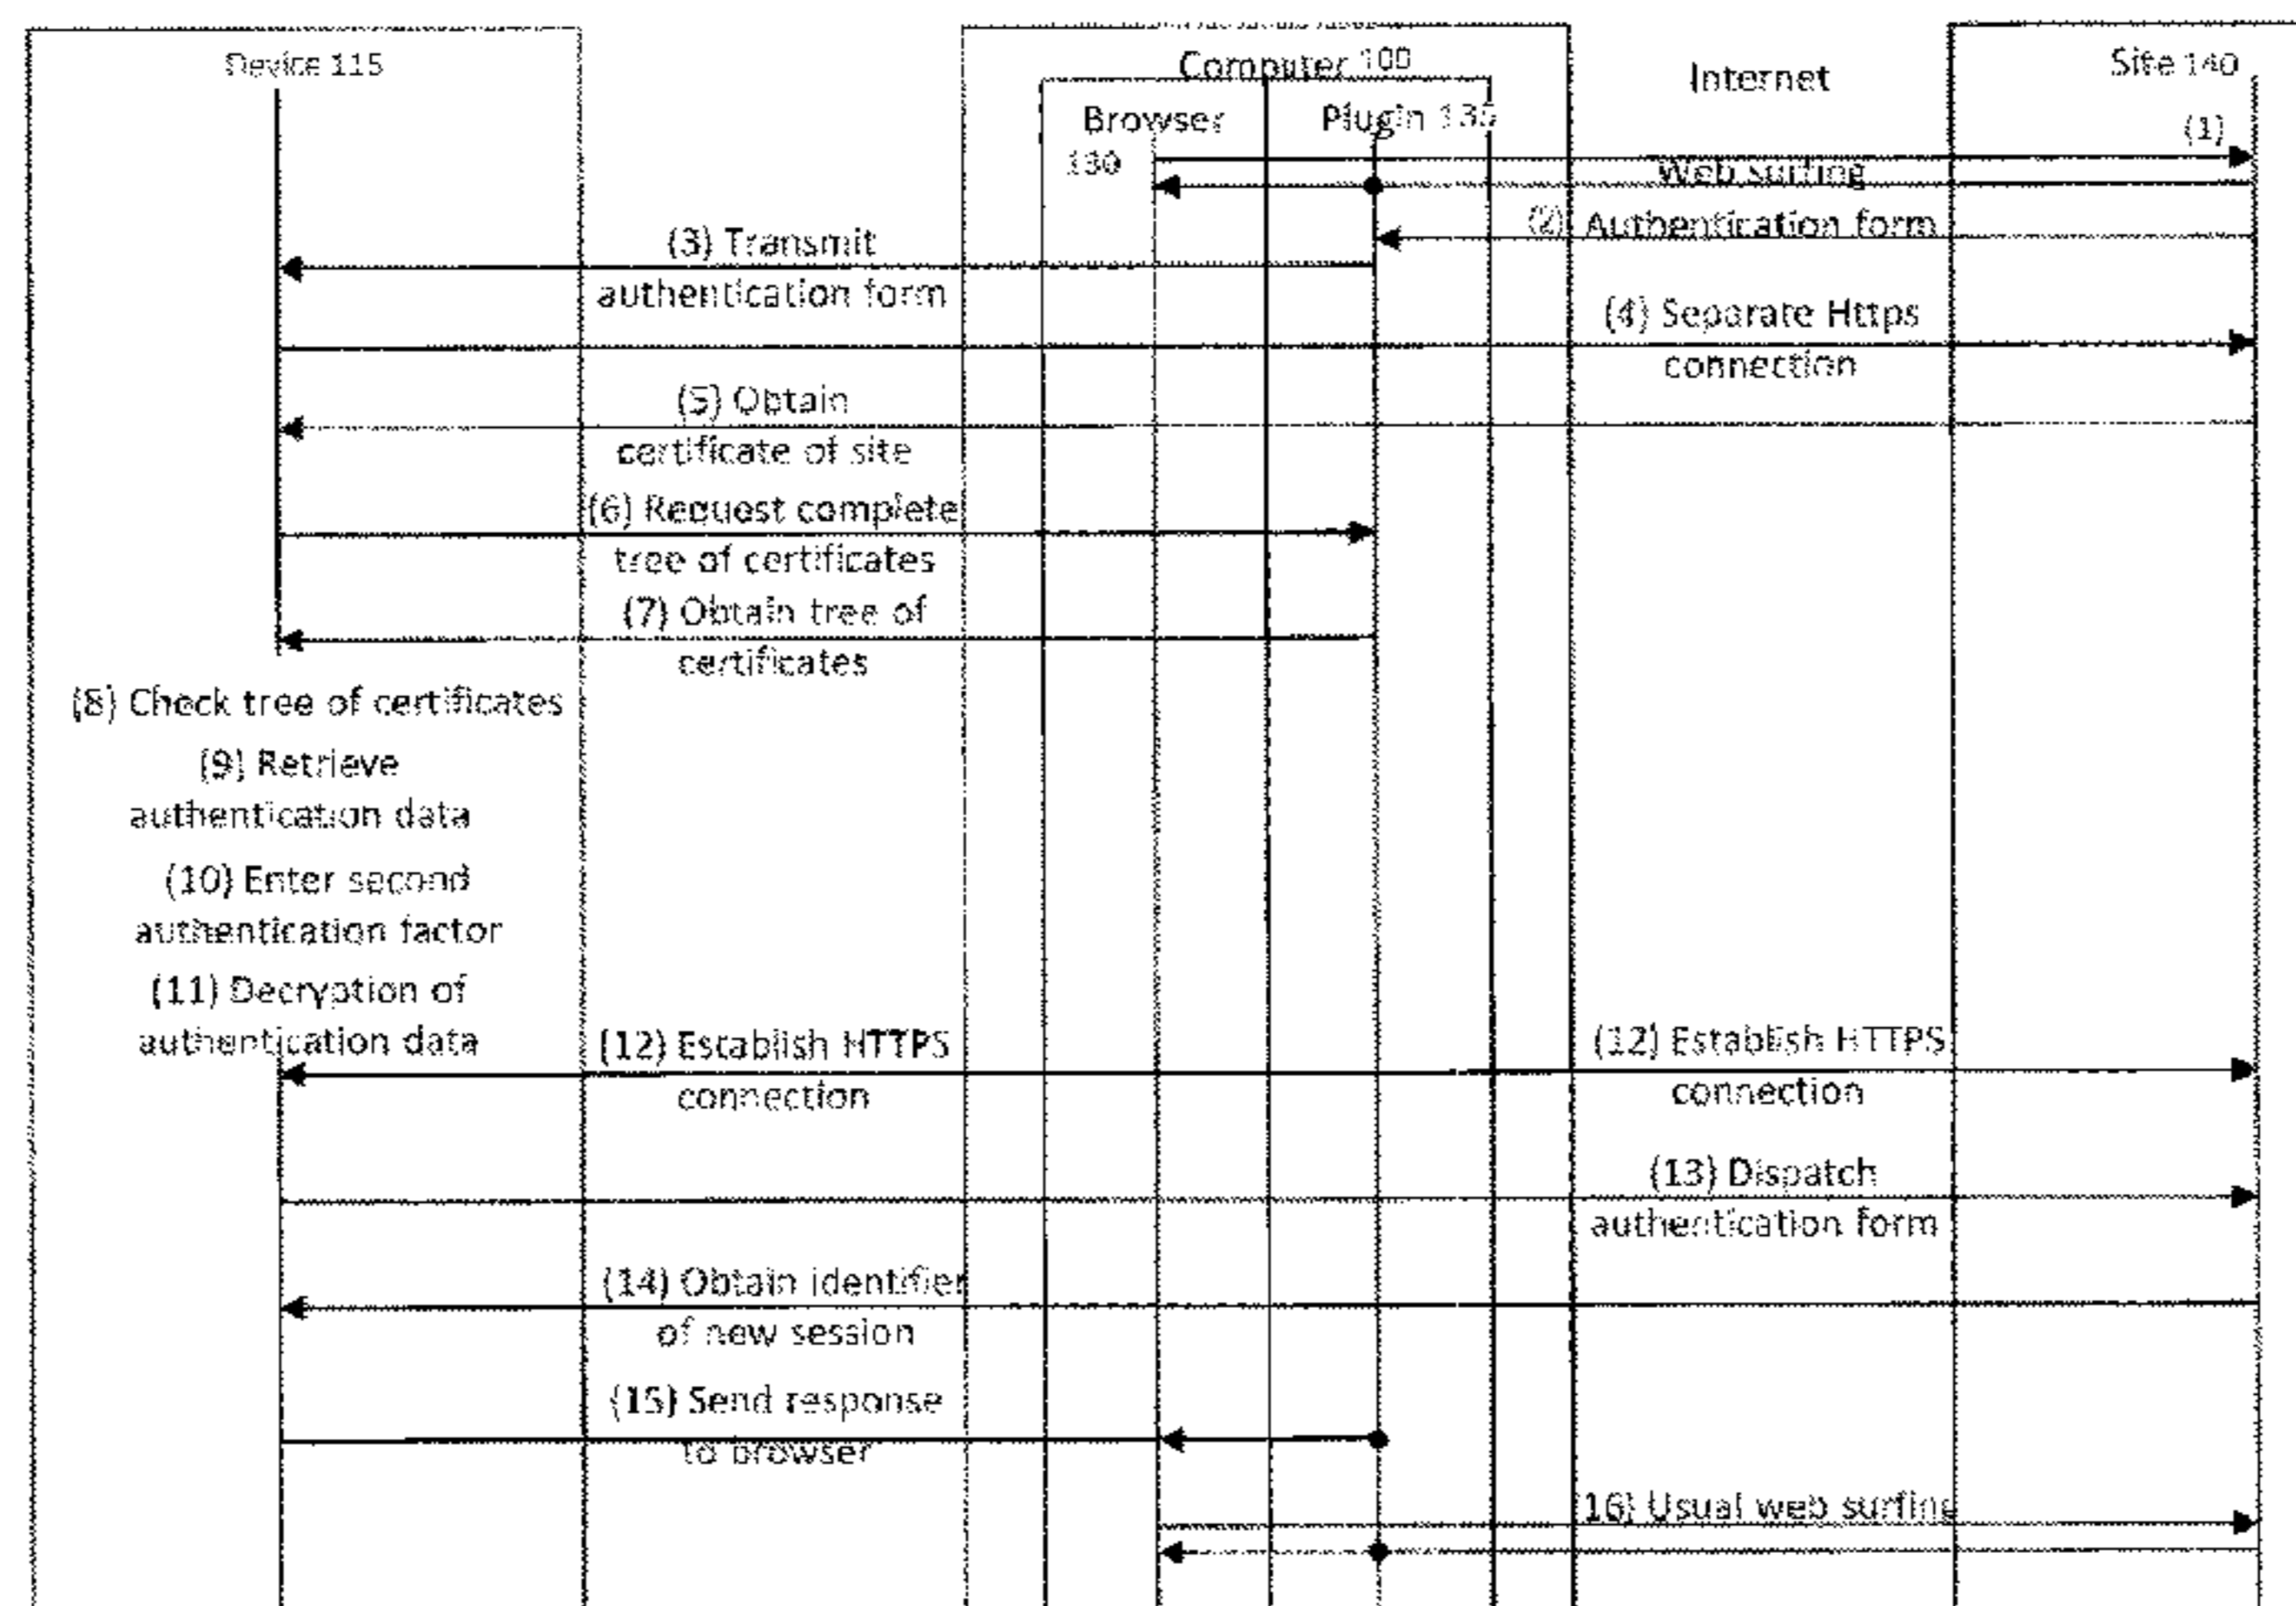 Device 115
Computer 100
Internet
Site 140
Browser
130
Plugin 135
(1)
Web surfing
(2) Authentication form
(3) Transmit
authentication form
(4) Separate Https
connection
(5) Obtain
certificate of site
(6) Request complete
tree of certificates
(7) Obtain tree of
certificates
(8) Check tree of certificates
(9) Retrieve
authentication data
(10) Enter second
authentication factor
(11) Decryption of
authentication data
(12) Establish HTTPS
connection
(12) Establish HTTPS
connection
(13) Dispatch
authentication form
(14) Obtain identifier
of new session
(15) Send response
to browser
(16) Usual web surfing